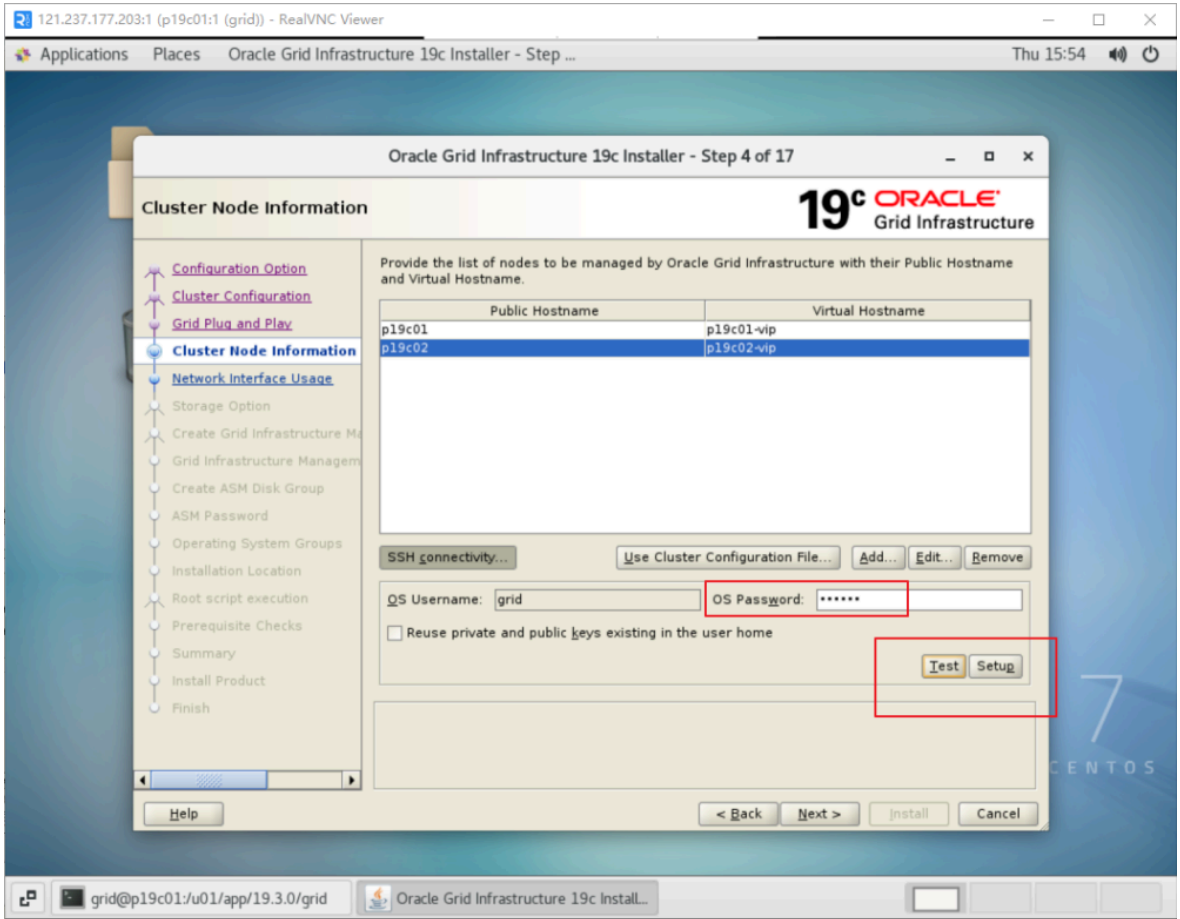 121.237.177.203:1 (p19c01:1 (grid)) - RealVNC Viewer
Applications Places Oracle Grid Infrastructure 19c Installer - Step ... Thu 15:54
Oracle Grid Infrastructure 19c Installer - Step 4 of 17
Cluster Node Information
19c ORACLE
Grid Infrastructure
Configuration Option
Cluster Configuration
Grid Plug and Play
Cluster Node Information
Network Interface Usage
Storage Option
Create Grid Infrastructure Ma
Grid Infrastructure Managem
Create ASM Disk Group
ASM Password
Operating System Groups
Installation Location
Root script execution
Prerequisite Checks
Summary
Install Product
Finish
Provide the list of nodes to be managed by Oracle Grid Infrastructure with their Public Hostname
and Virtual Hostname.
Public Hostname Virtual Hostname
p19c01 p19c01-vip
p19c02 p19c02-vip
SSH connectivity... Use Cluster Configuration File... Add... Edit... Remove
OS Username: grid OS Password: ••••••
Reuse private and public keys existing in the user home
Test Setup
7
CENTOS
Help < Back Next > Install Cancel
grid@p19c01:/u01/app/19.3.0/grid Oracle Grid Infrastructure 19c Install...